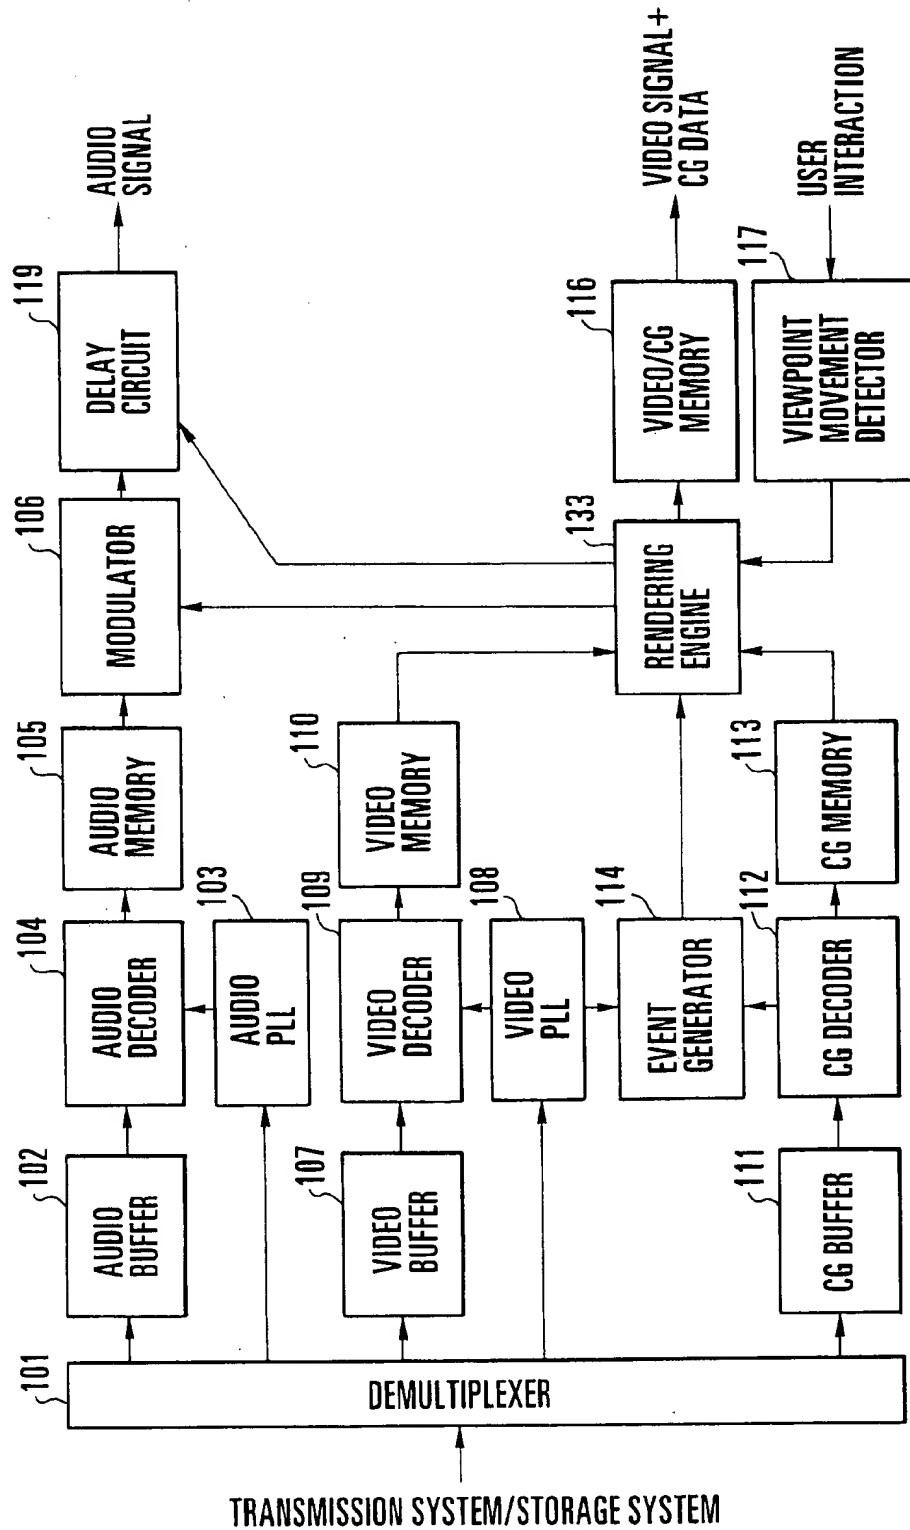 TRANSMISSION SYSTEM/STORAGE SYSTEM
101
DEMULTIPLEXER
102
AUDIO
BUFFER
104
AUDIO
DECODER
105
AUDIO
MEMORY
106
MODULATOR
119
DELAY
CIRCUIT
AUDIO
SIGNAL
103
AUDIO
PLL
107
VIDEO
BUFFER
109
VIDEO
DECODER
110
VIDEO
MEMORY
108
VIDEO
PLL
114
EVENT
GENERATOR
133
RENDERING
ENGINE
116
VIDEO/CG
MEMORY
VIDEO SIGNAL+
CG DATA
111
CG BUFFER
112
CG DECODER
113
CG MEMORY
117
VIEWPOINT
MOVEMENT
DETECTOR
USER
INTERACTION